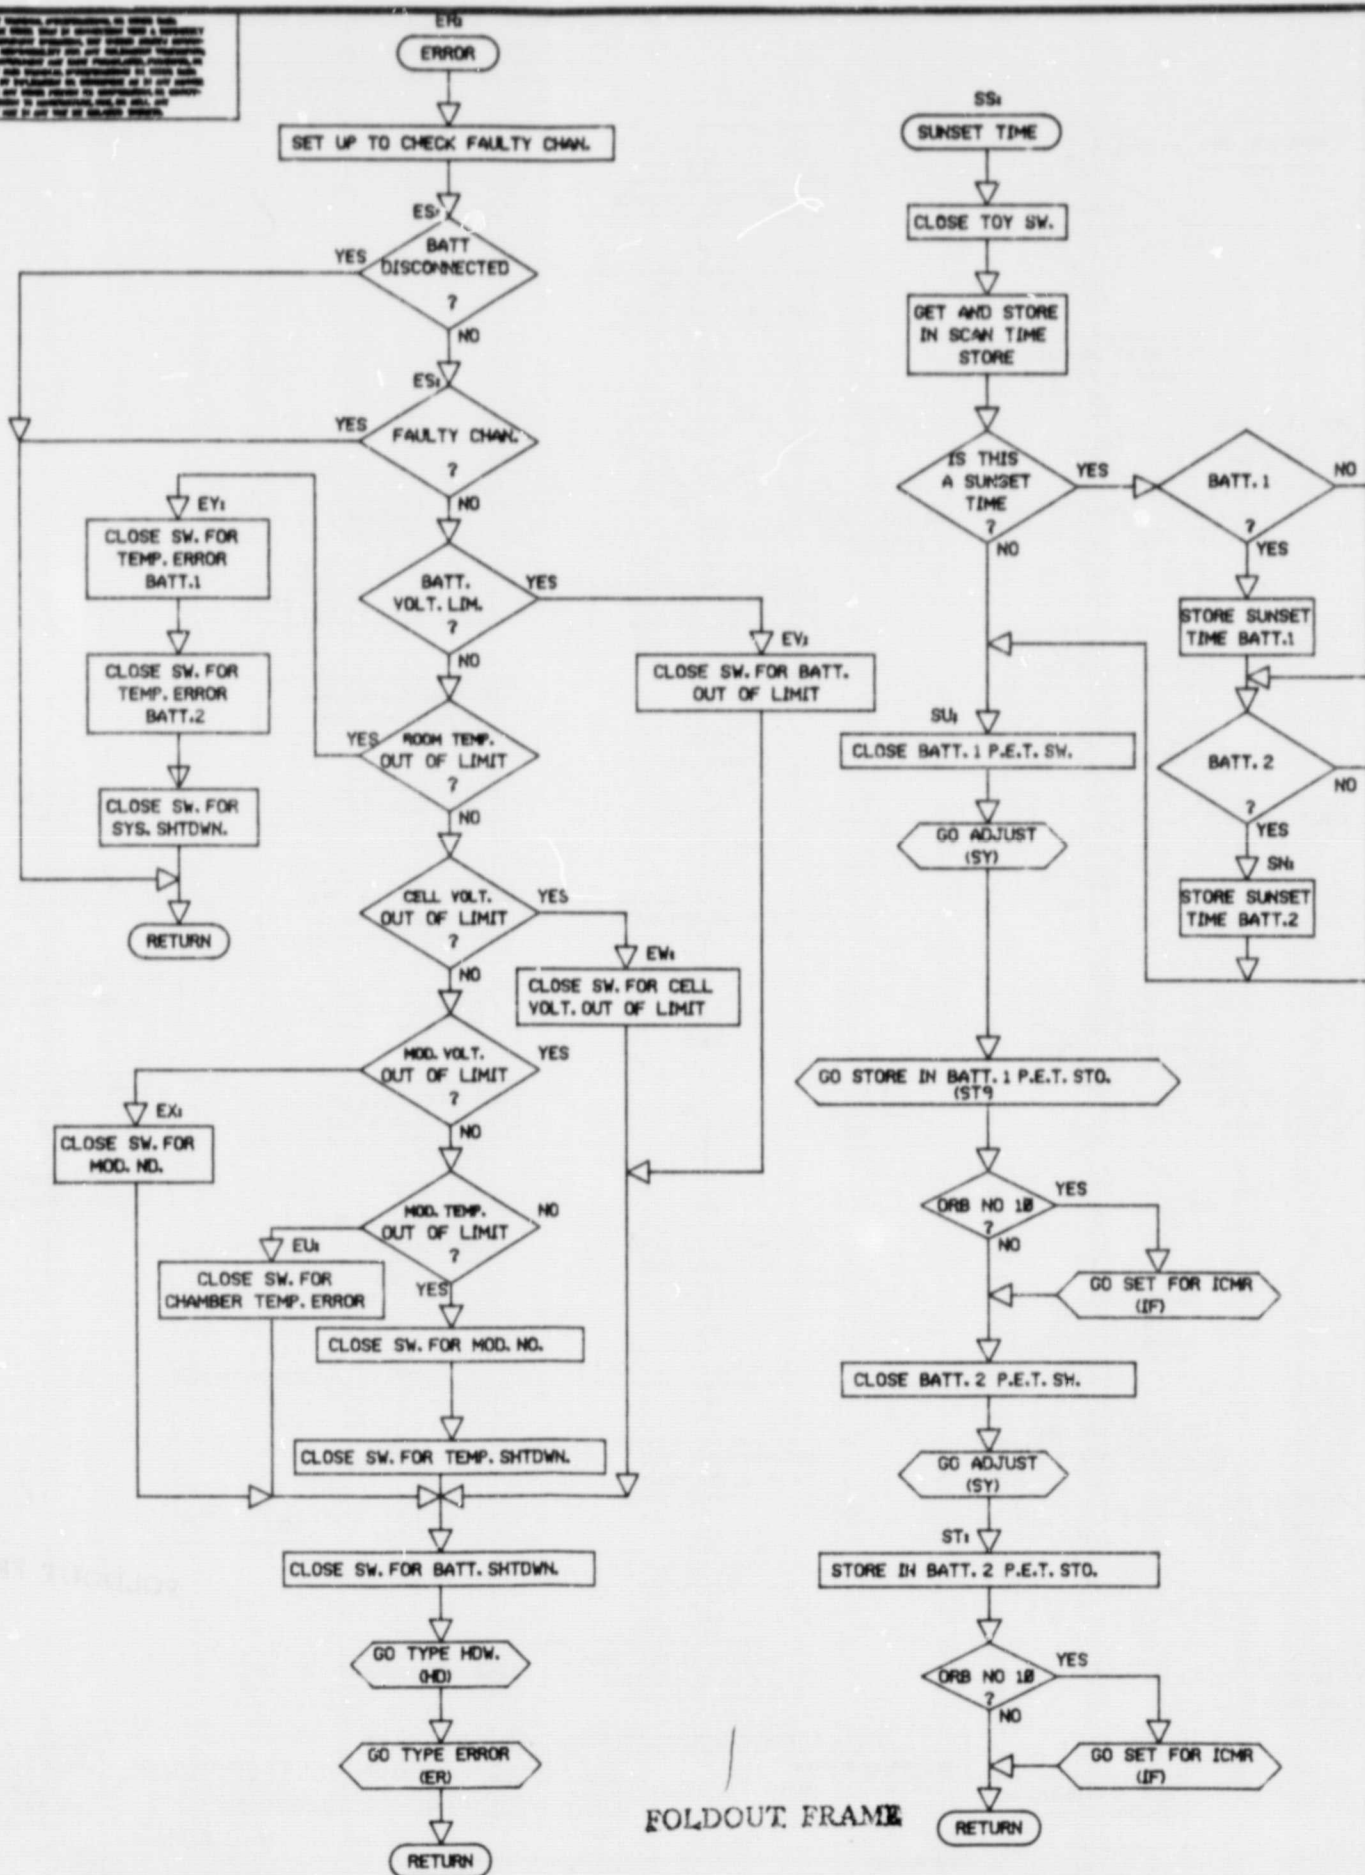 ER:
ERROR
SET UP TO CHECK FAULTY CHAN.
ES:
BATT
DISCONNECTED
?
YES
NO
ES:
FAULTY CHAN.
?
YES
NO
EY:
CLOSE SW. FOR
TEMP. ERROR
BATT.1
CLOSE SW. FOR
TEMP. ERROR
BATT.2
CLOSE SW. FOR
SYS. SHTDWN.
RETURN
BATT.
VOLT. LIM.
?
YES
NO
EV:
CLOSE SW. FOR BATT.
OUT OF LIMIT
YES
ROOM TEMP.
OUT OF LIMIT
?
NO
CELL VOLT.
OUT OF LIMIT
?
YES
NO
EW:
CLOSE SW. FOR CELL
VOLT. OUT OF LIMIT
MOD. VOLT.
OUT OF LIMIT
?
YES
NO
EX:
CLOSE SW. FOR
MOD. NO.
MOD. TEMP.
OUT OF LIMIT
?
NO
YES
EU:
CLOSE SW. FOR
CHAMBER TEMP. ERROR
CLOSE SW. FOR MOD. NO.
CLOSE SW. FOR TEMP. SHTDWN.
CLOSE SW. FOR BATT. SHTDWN.
GO TYPE HDW.
(HD)
GO TYPE ERROR
(ER)
RETURN
SS:
SUNSET TIME
CLOSE TOY SW.
GET AND STORE
IN SCAN TIME
STORE
IS THIS
A SUNSET
TIME
?
YES
NO
BATT. 1
?
NO
YES
STORE SUNSET
TIME BATT.1
BATT. 2
?
NO
YES
SN:
STORE SUNSET
TIME BATT.2
SU:
CLOSE BATT. 1 P.E.T. SW.
GO ADJUST
(SY)
GO STORE IN BATT. 1 P.E.T. STO.
(ST9
ORB NO 10
?
YES
NO
GO SET FOR ICMR
(IF)
CLOSE BATT. 2 P.E.T. SW.
GO ADJUST
(SY)
ST:
STORE IN BATT. 2 P.E.T. STO.
ORB NO 10
?
YES
NO
GO SET FOR ICMR
(IF)
RETURN
FOLDOUT FRAME